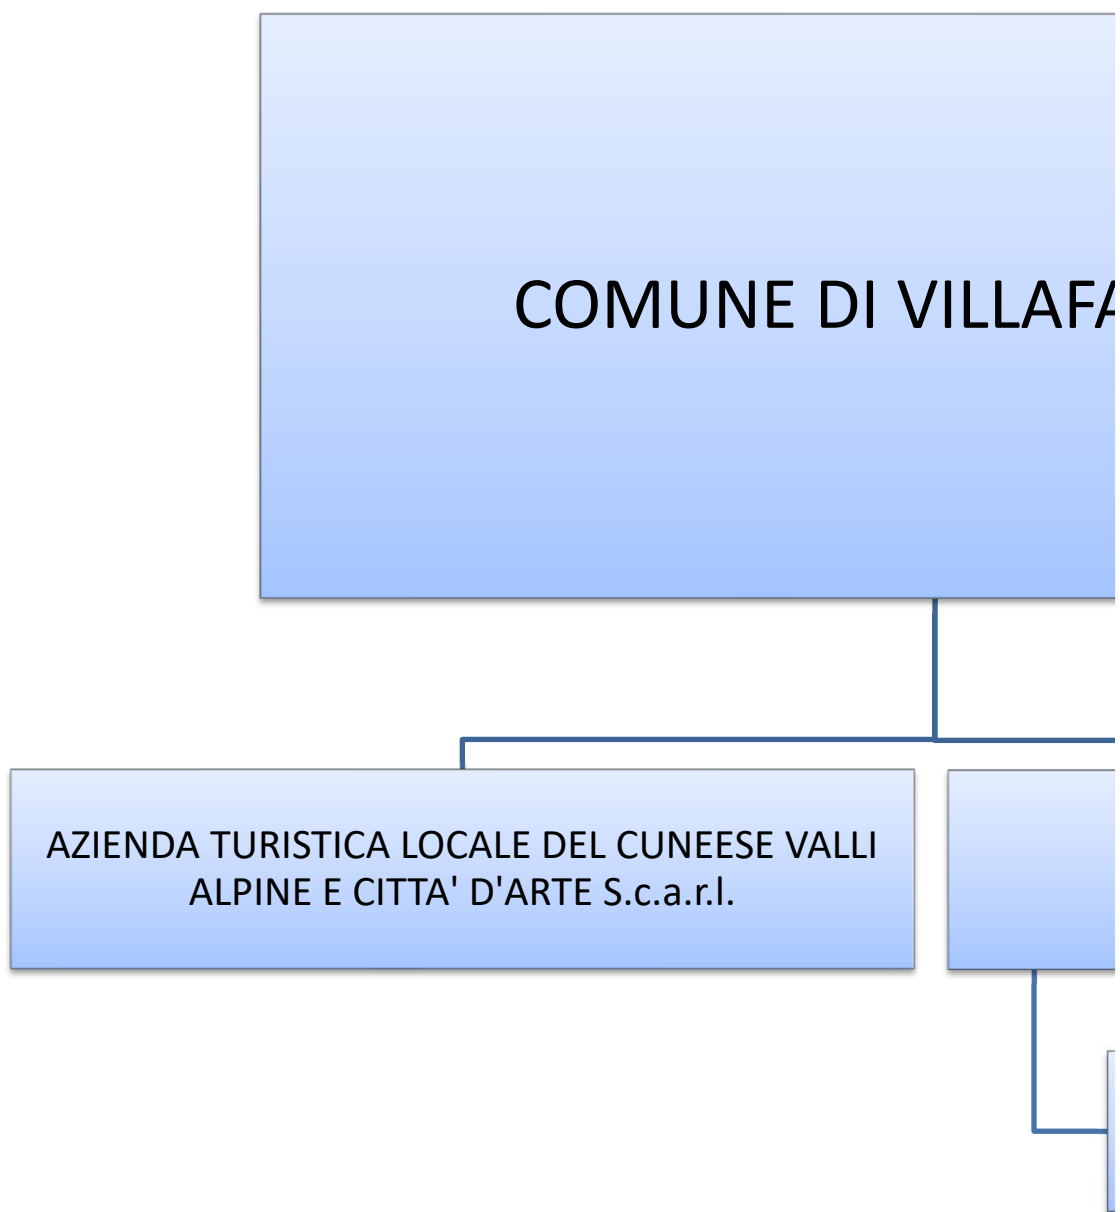 COMUNE DI VILLAFA
AZIENDA TURISTICA LOCALE DEL CUNEESE VALLI
ALPINE E CITTA' D'ARTE S.c.a.r.l.